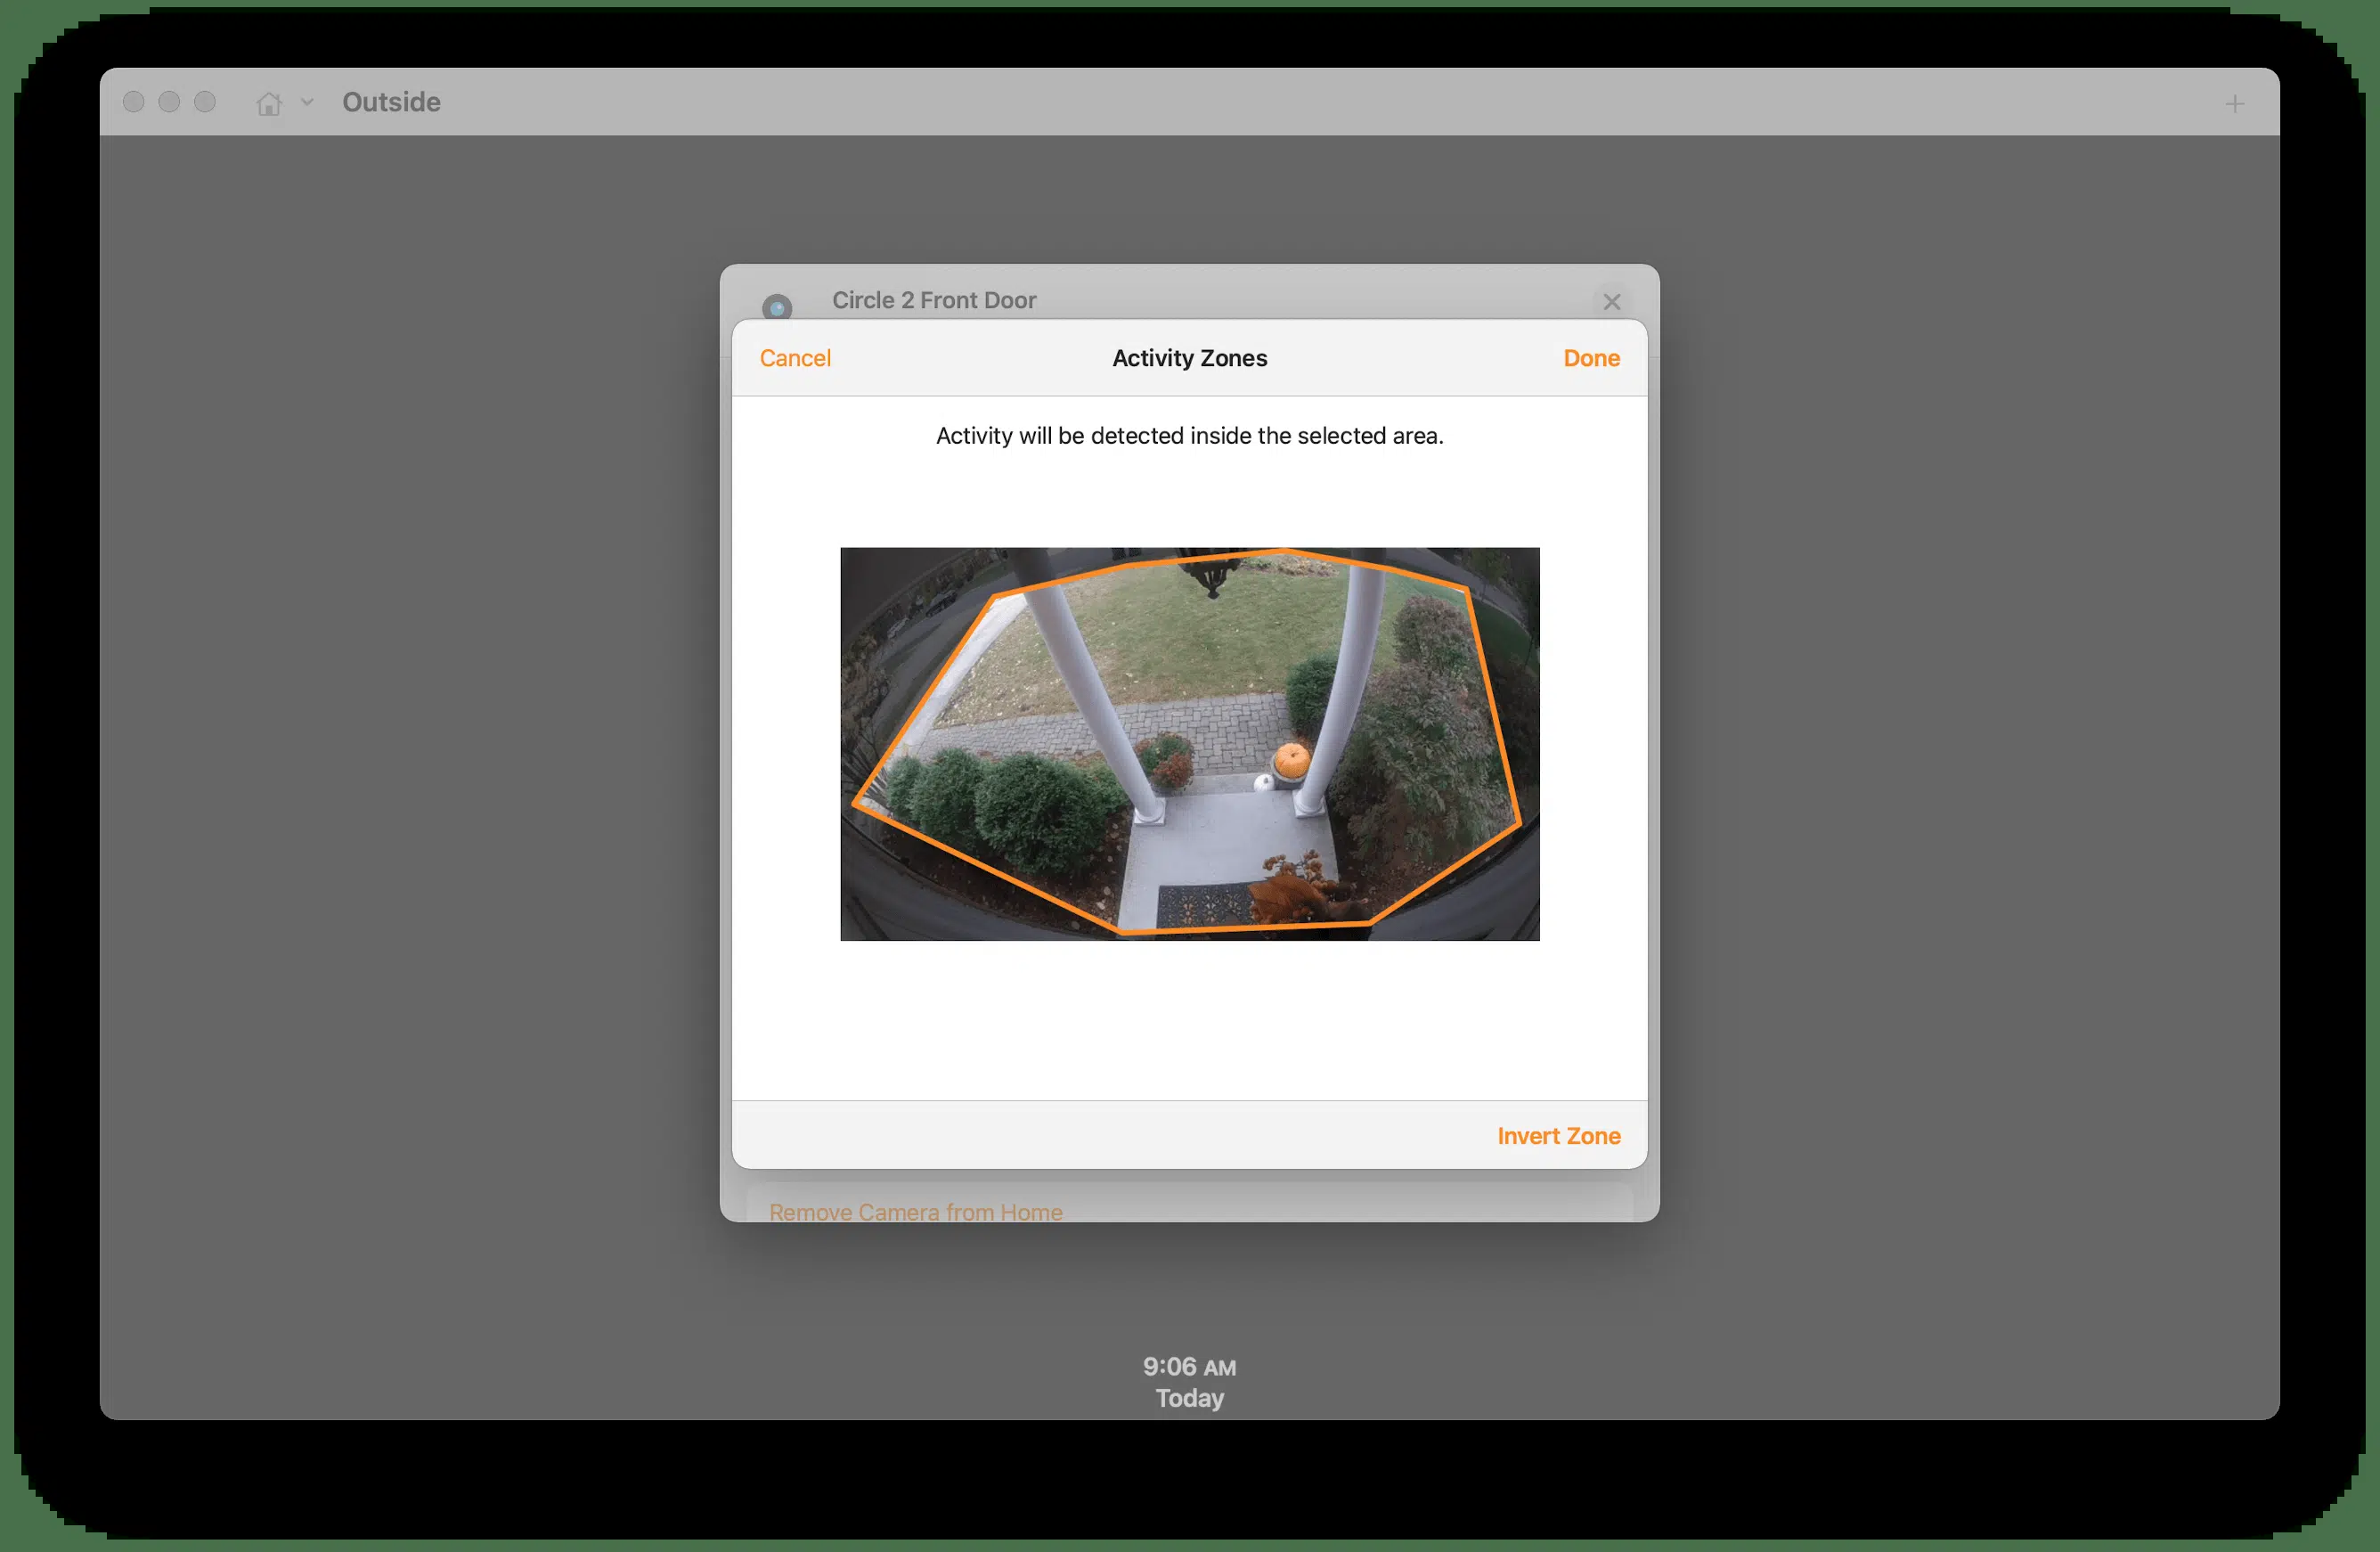 Outside
Circle 2 Front Door
Cancel
Activity Zones
Done
Activity will be detected inside the selected area.
Invert Zone
Remove Camera from Home
9:06 AM
Today